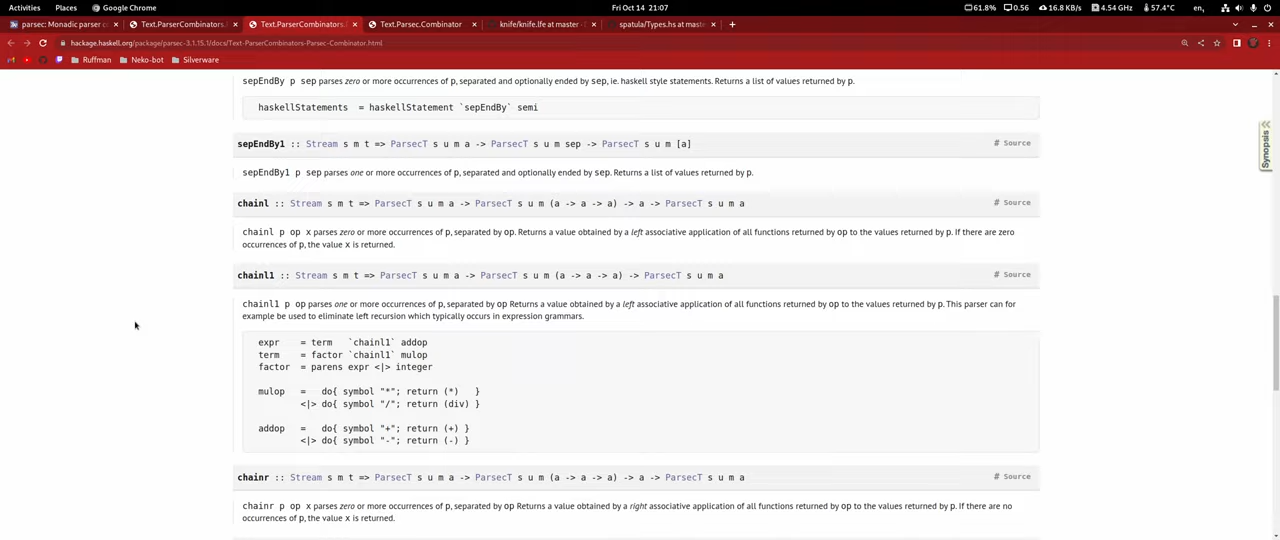 Activities Places Google Chrome Fri Oct 14 21:07 61.8% 0.56 16.8 KB/s 4.54 GHz 57.4°C en
parsec: Monadic parser co Text.ParserCombinators. Text.ParserCombinators. Text.Parsec.Combinator knife/knife.lfe at master · spatula/Types.hs at maste
hackage.haskell.org/package/parsec-3.1.15.1/docs/Text-ParserCombinators-Parsec-Combinator.html
Ruffman Neko-bot Silverware
sepEndBy p sep parses zero or more occurrences of p, separated and optionally ended by sep, ie. haskell style statements. Returns a list of values returned by p.
haskellStatements = haskellStatement `sepEndBy` semi
sepEndBy1 :: Stream s m t => ParsecT s u m a -> ParsecT s u m sep -> ParsecT s u m [a] # Source
sepEndBy1 p sep parses one or more occurrences of p, separated and optionally ended by sep. Returns a list of values returned by p.
chainl :: Stream s m t => ParsecT s u m a -> ParsecT s u m (a -> a -> a) -> a -> ParsecT s u m a # Source
chainl p op x parses zero or more occurrences of p, separated by op. Returns a value obtained by a left associative application of all functions returned by op to the values returned by p. If there are zero
occurrences of p, the value x is returned.
chainl1 :: Stream s m t => ParsecT s u m a -> ParsecT s u m (a -> a -> a) -> ParsecT s u m a # Source
chainl1 p op parses one or more occurrences of p, separated by op Returns a value obtained by a left associative application of all functions returned by op to the values returned by p. This parser can for
example be used to eliminate left recursion which typically occurs in expression grammars.
expr = term `chainl1` addop
term = factor `chainl1` mulop
factor = parens expr <|> integer
mulop = do{ symbol "*"; return (*) }
<|> do{ symbol "/"; return (div) }
addop = do{ symbol "+"; return (+) }
<|> do{ symbol "-"; return (-) }
chainr :: Stream s m t => ParsecT s u m a -> ParsecT s u m (a -> a -> a) -> a -> ParsecT s u m a # Source
chainr p op x parses zero or more occurrences of p, separated by op Returns a value obtained by a right associative application of all functions returned by op to the values returned by p. If there are no
occurrences of p, the value x is returned.
Synopsis